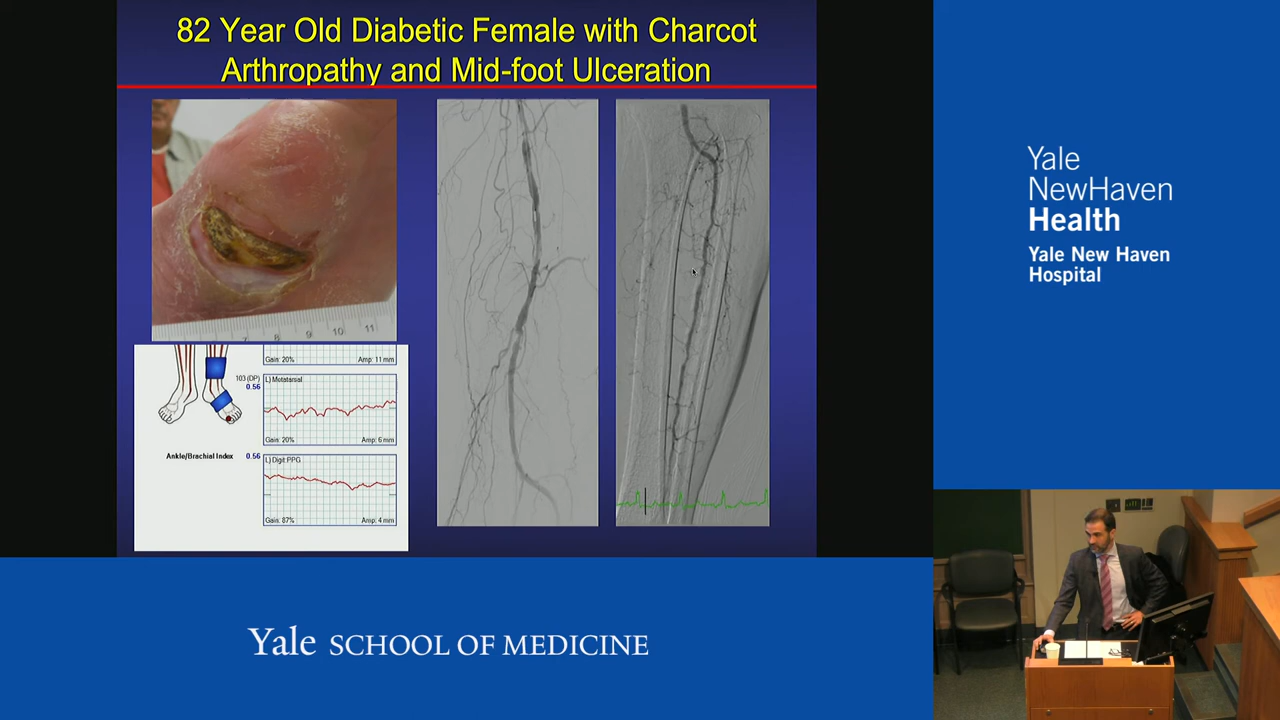 82 Year Old Diabetic Female with Charcot
Arthropathy and Mid-foot Ulceration
8
9
10
11
Gain: 20%
Amp: 11 mm
103 (DP)
0.56
L) Metatarsal
Gain: 20%
Amp: 6 mm
Ankle/Brachial Index
0.56
L) Digit PPG
Gain: 87%
Amp: 4 mm
Yale
NewHaven
Health
Yale New Haven
Hospital
Yale SCHOOL OF MEDICINE